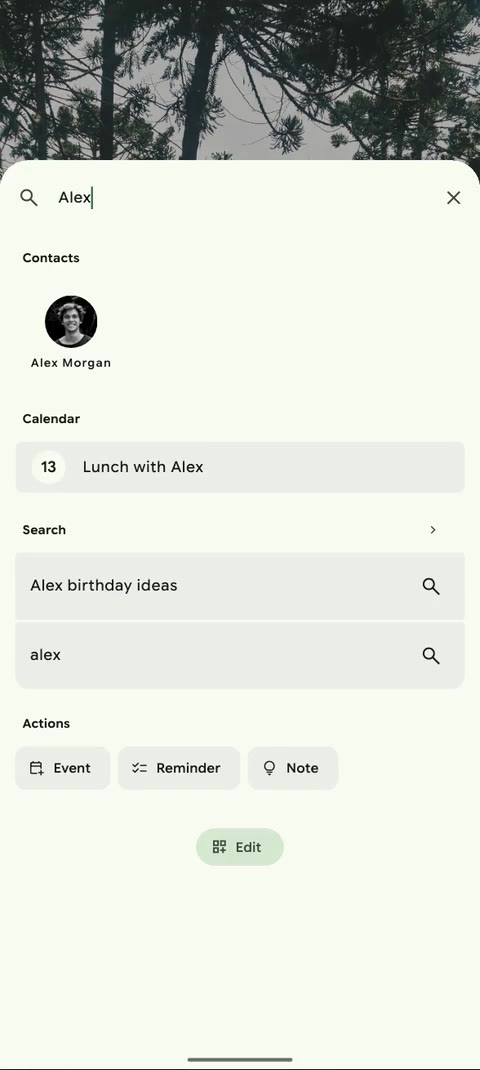 Alex
Contacts
Alex Morgan
Calendar
13 Lunch with Alex
Search
Alex birthday ideas
alex
Actions
Event Reminder Note
Edit